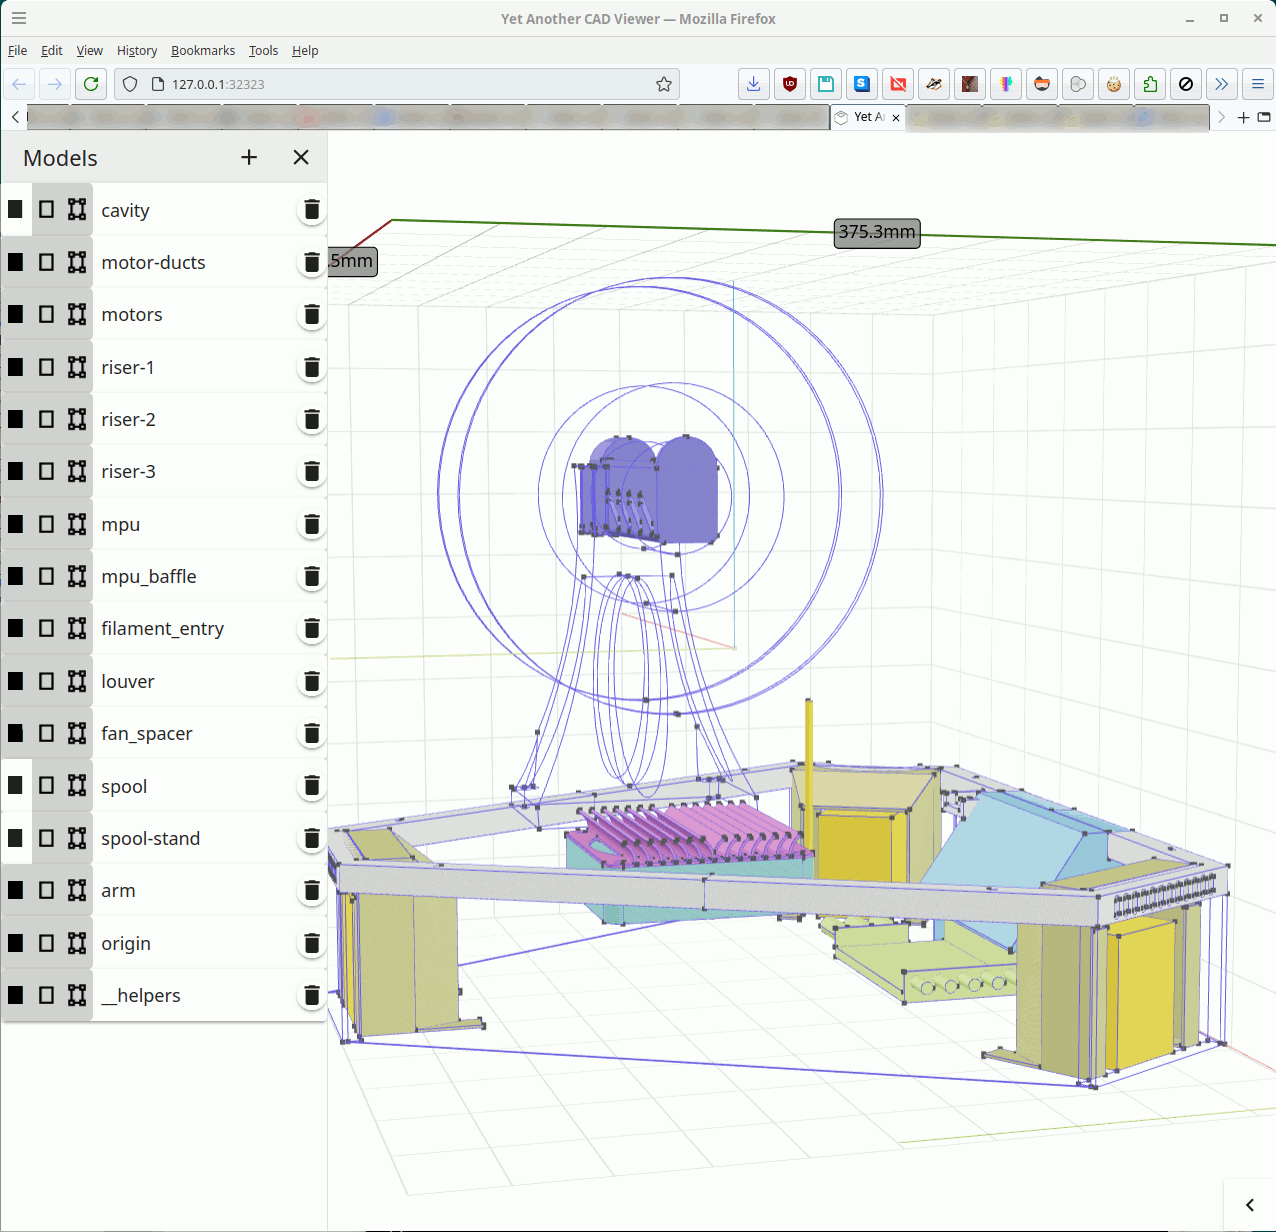 Yet Another CAD Viewer — Mozilla Firefox
File Edit View History Bookmarks Tools Help
127.0.0.1:32323
Yet A
Models
375.3mm
.5mm
cavity
motor-ducts
motors
riser-1
riser-2
riser-3
mpu
mpu_baffle
filament_entry
louver
fan_spacer
spool
spool-stand
arm
origin
__helpers